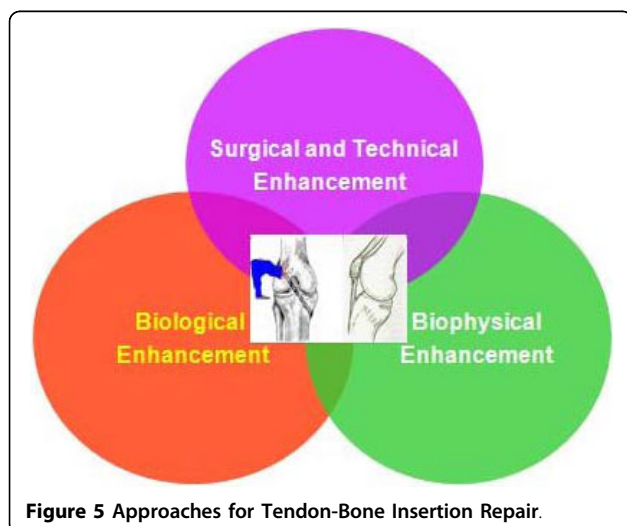 Surgical and Technical
Enhancement
Biological
Enhancement
Biophysical
Enhancement
Figure 5 Approaches for Tendon-Bone Insertion Repair.